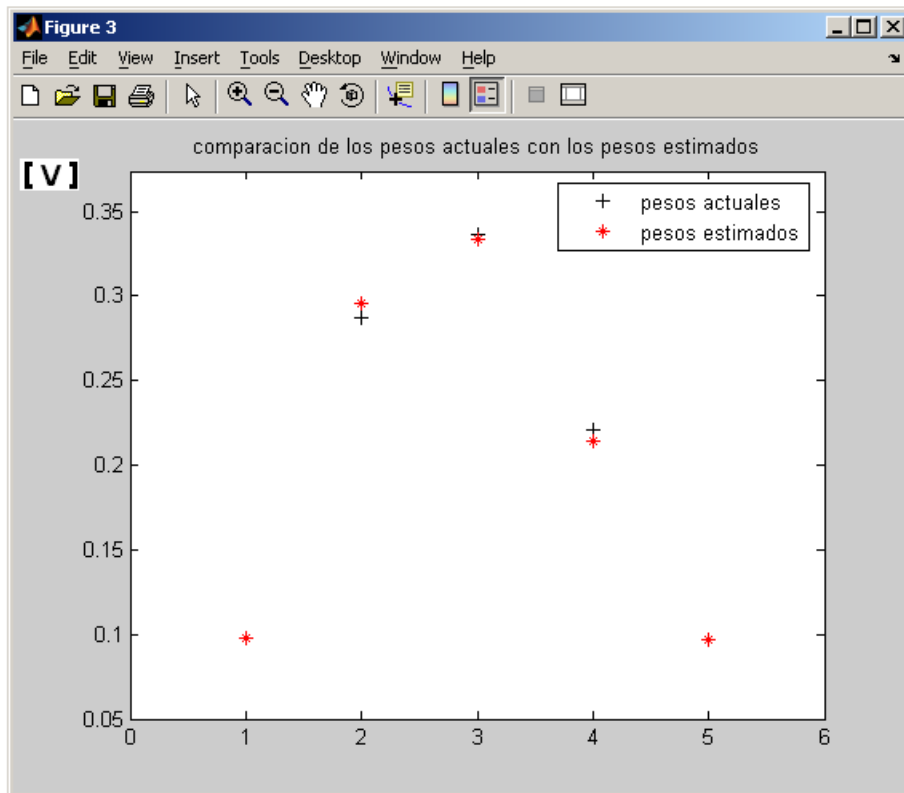 Figure 3
File Edit View Insert Tools Desktop Window Help
comparacion de los pesos actuales con los pesos estimados
[V]
pesos actuales
pesos estimados
0.35
0.3
0.25
0.2
0.15
0.1
0.05
0 1 2 3 4 5 6